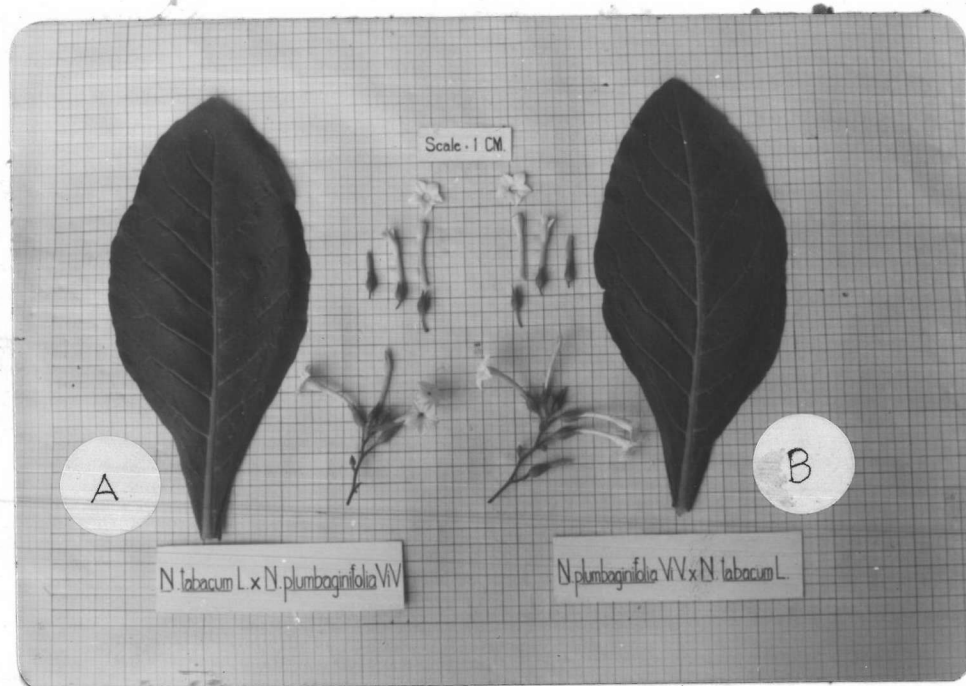 Scale · 1 CM.
A
B
N. tabacum L. x N. plumbaginifolia ViV
N. plumbaginifolia ViV. x N. tabacum L.